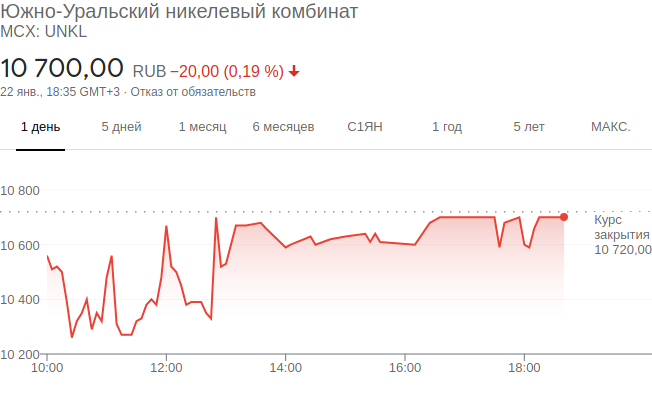 Южно-Уральский никелевый комбинат
MCX: UNKL
10 700,00 RUB −20,00 (0,19 %)
22 янв., 18:35 GMT+3 · Отказ от обязательств
1 день 5 дней 1 месяц 6 месяцев С1ЯН 1 год 5 лет МАКС.
10 800
Курс
закрытия
10 720,00
10 600
10 400
10 200
10:00 12:00 14:00 16:00 18:00